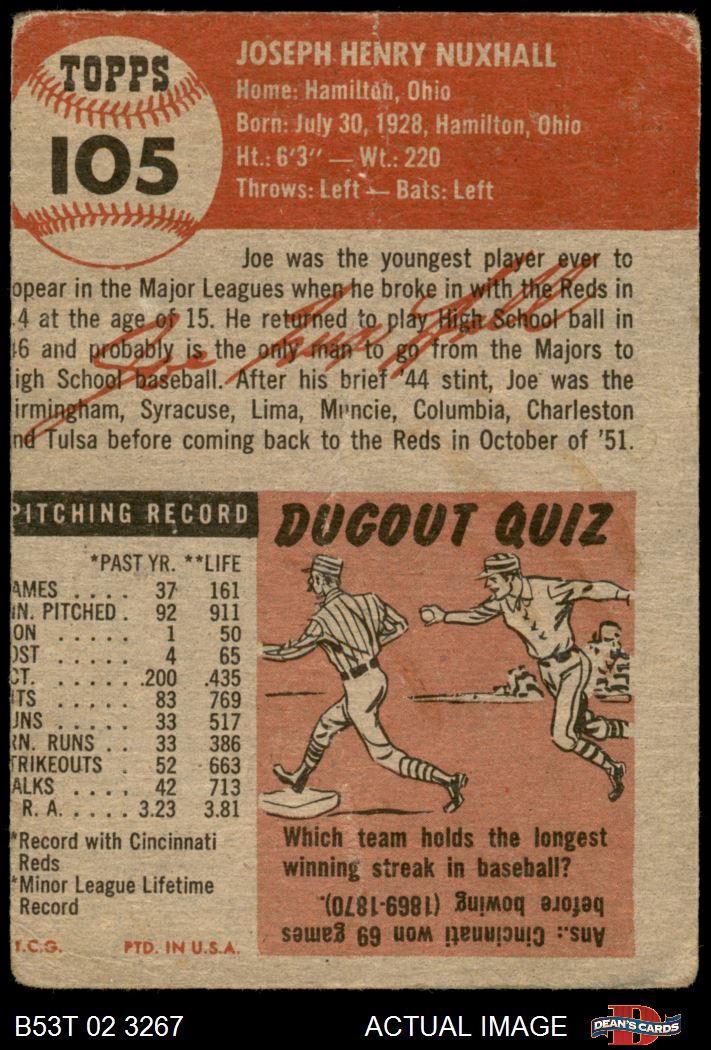 TOPPS
105
JOSEPH HENRY NUXHALL
Home: Hamilton, Ohio
Born: July 30, 1928, Hamilton, Ohio
Ht.: 6'3" — Wt.: 220
Throws: Left — Bats: Left
Joe was the youngest player ever to
opear in the Major Leagues when he broke in with the Reds in
4 at the age of 15. He returned to play High School ball in
46 and probably is the only man to go from the Majors to
igh School baseball. After his brief '44 stint, Joe was the
irmingham, Syracuse, Lima, Muncie, Columbia, Charleston
nd Tulsa before coming back to the Reds in October of '51.
Joe Nuxhall
PITCHING RECORD
*PAST YR. **LIFE
AMES . . . . 37 161
IN. PITCHED . 92 911
ON . . . . . 1 50
OST . . . . . 4 65
CT. . . . . . .200 .435
ITS . . . . . 83 769
UNS . . . . . 33 517
RN. RUNS . . 33 386
TRIKEOUTS . 52 663
ALKS . . . . 42 713
R. A. . . . . 3.23 3.81
*Record with Cincinnati
Reds
*Minor League Lifetime
Record
T.C.G. PTD. IN U.S.A.
DUGOUT QUIZ
Which team holds the longest
winning streak in baseball?
Ans.: Cincinnati won 69 games
before bowing (1869-1870).
B53T 02 3267
ACTUAL IMAGE
D
DEAN'S CARDS